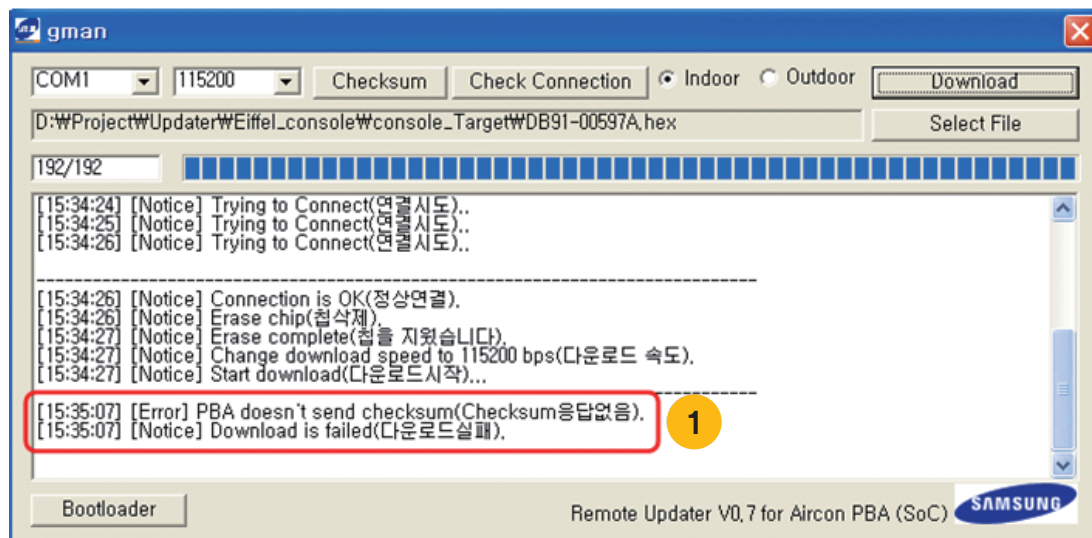 gman
COM1 115200 Checksum Check Connection Indoor Outdoor Download
D:₩Project₩Updater₩Eiffel_console₩console_Target₩DB91-00597A.hex Select File
192/192
[15:34:24] [Notice] Trying to Connect(연결시도)..
[15:34:25] [Notice] Trying to Connect(연결시도)..
[15:34:26] [Notice] Trying to Connect(연결시도)..
[15:34:26] [Notice] Connection is OK(정상연결).
[15:34:26] [Notice] Erase chip(칩삭제).
[15:34:27] [Notice] Erase complete(칩을 지웠습니다).
[15:34:27] [Notice] Change download speed to 115200 bps(다운로드 속도).
[15:34:27] [Notice] Start download(다운로드시작)...
[15:35:07] [Error] PBA doesn't send checksum(Checksum응답없음).
[15:35:07] [Notice] Download is failed(다운로드실패).
1
Bootloader
Remote Updater V0.7 for Aircon PBA (SoC) SAMSUNG